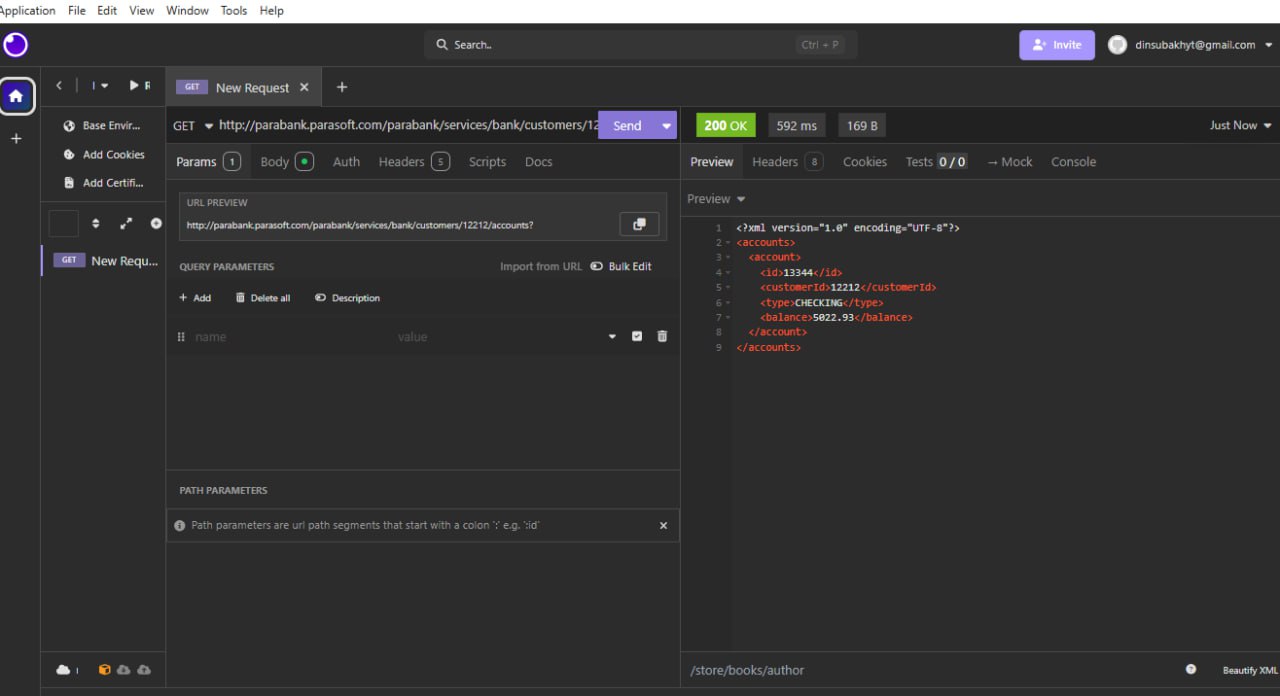 Application File Edit View Window Tools Help
Search.. Ctrl + P Invite dinsubakhyt@gmail.com
GET New Request
Base Envir... GET http://parabank.parasoft.com/parabank/services/bank/customers/12 Send 200 OK 592 ms 169 B Just Now
Add Cookies Params 1 Body Auth Headers 5 Scripts Docs Preview Headers 8 Cookies Tests 0 / 0 → Mock Console
Add Certifi...
URL PREVIEW
http://parabank.parasoft.com/parabank/services/bank/customers/12212/accounts?
Preview
GET New Requ...
QUERY PARAMETERS Import from URL Bulk Edit
+ Add Delete all Description
name value
1 <?xml version="1.0" encoding="UTF-8"?>
2 <accounts>
3 <account>
4 <id>13344</id>
5 <customerId>12212</customerId>
6 <type>CHECKING</type>
7 <balance>5022.93</balance>
8 </account>
9 </accounts>
PATH PARAMETERS
Path parameters are url path segments that start with a colon ':' e.g. ':id'
/store/books/author Beautify XML